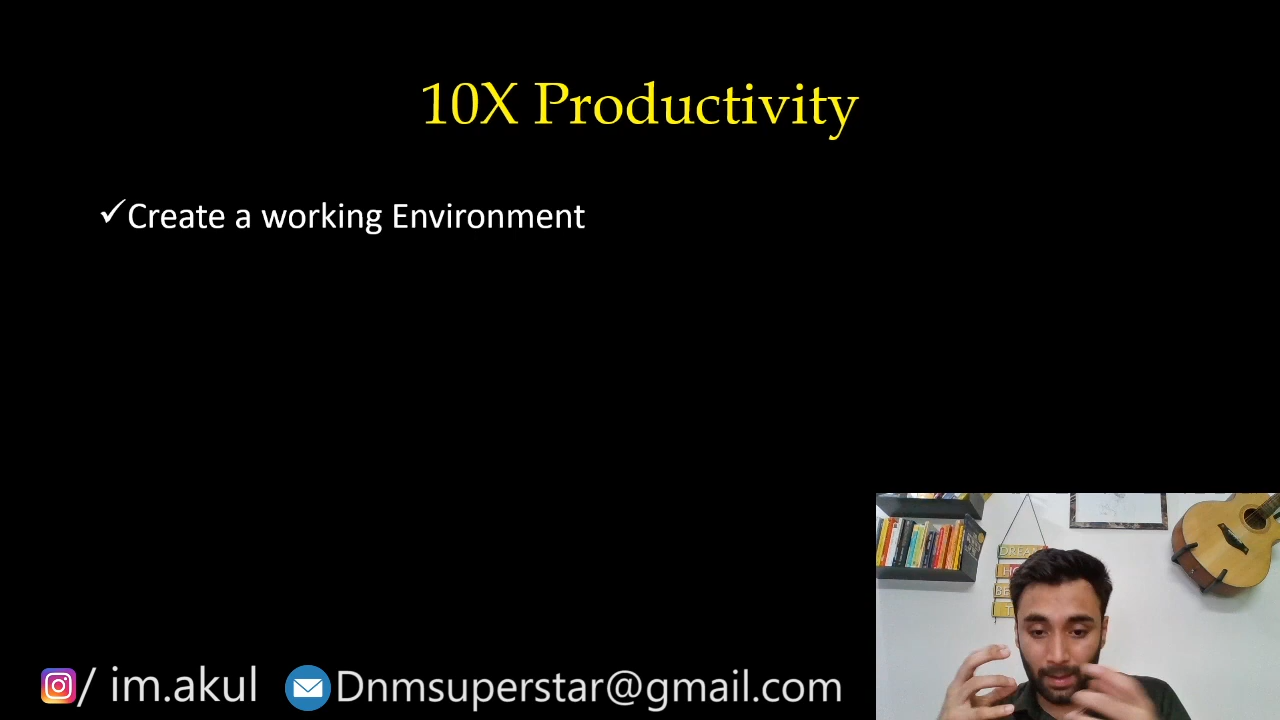 10X Productivity
✓Create a working Environment
/ im.akul Dnmsuperstar@gmail.com